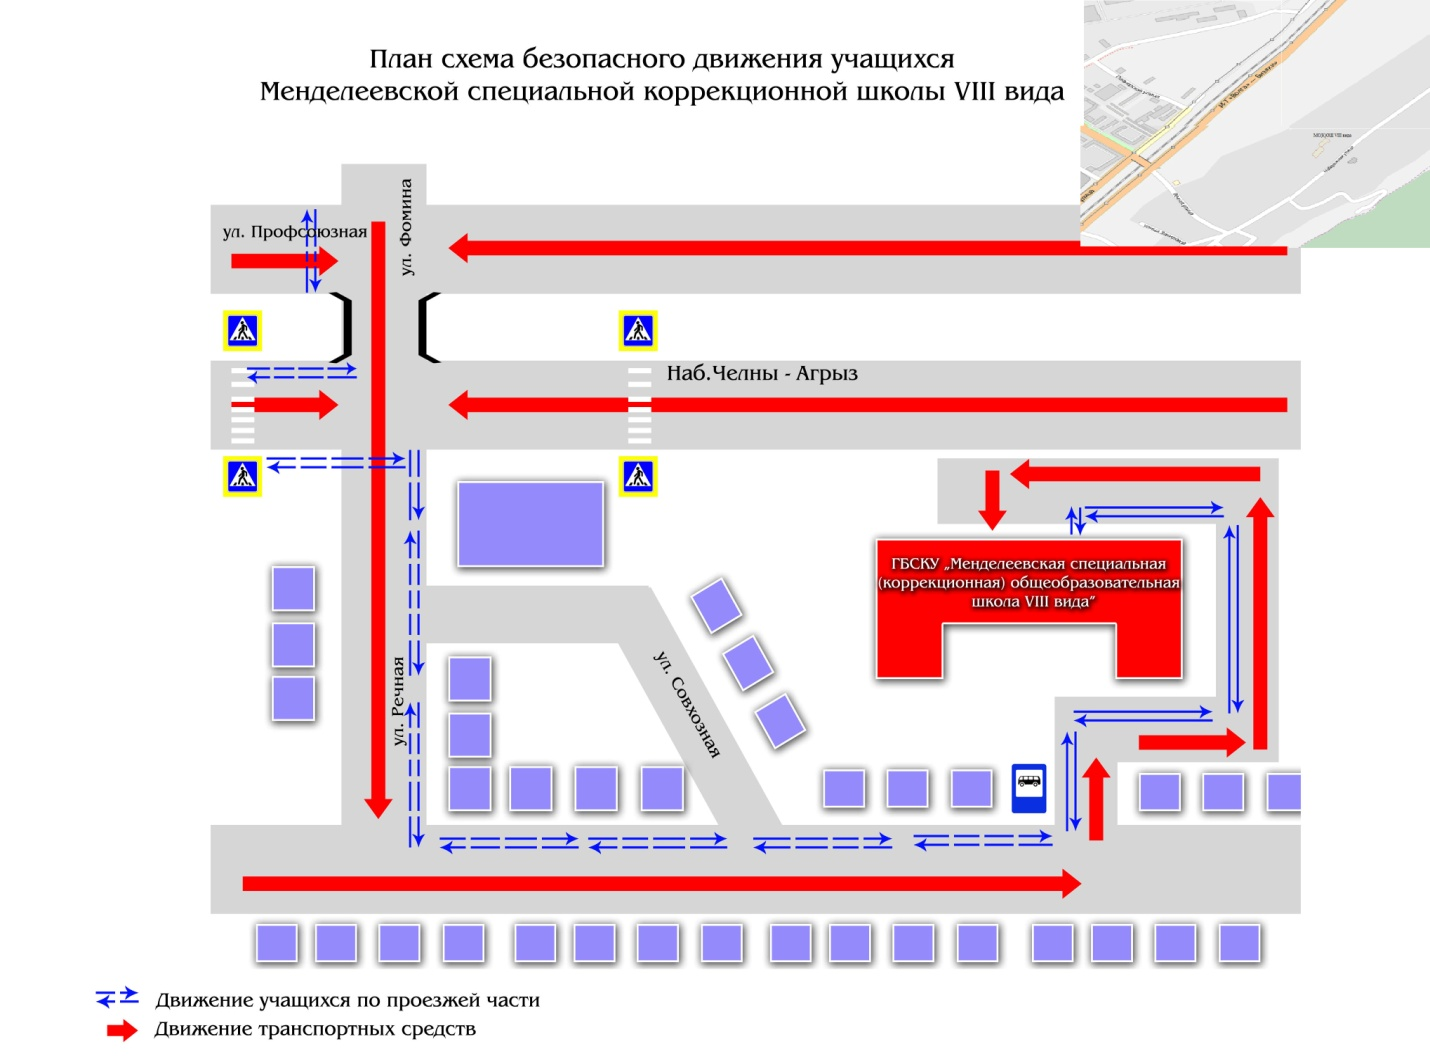 План схема безопасного движения учащихся
Менделеевской специальной коррекционной школы VIII вида
ул. Профсоюзная
ул. Фомина
Наб.Челны - Агрыз
ГБСКУ „Менделеевская специальная
(коррекционная) общеобразовательная
школа VIII вида“
ул. Речная
ул. Совхозная
Движение учащихся по проезжей части
Движение транспортных средств